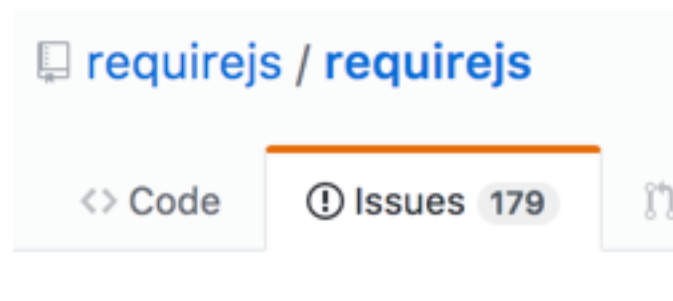 requirejs / requirejs
<> Code Issues 179